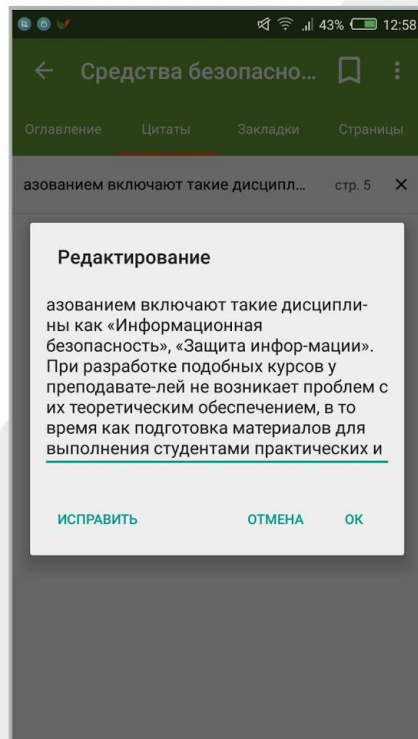 43% 12:58
Средства безопасно...
Оглавление Цитаты Закладки Страницы
азованием включают такие дисципл... стр. 5 X
Редактирование
азованием включают такие дисципли-
ны как «Информационная
безопасность», «Защита инфор-мации».
При разработке подобных курсов у
преподавате-лей не возникает проблем с
их теоретическим обеспечением, в то
время как подготовка материалов для
выполнения студентами практических и
ИСПРАВИТЬ ОТМЕНА ОК